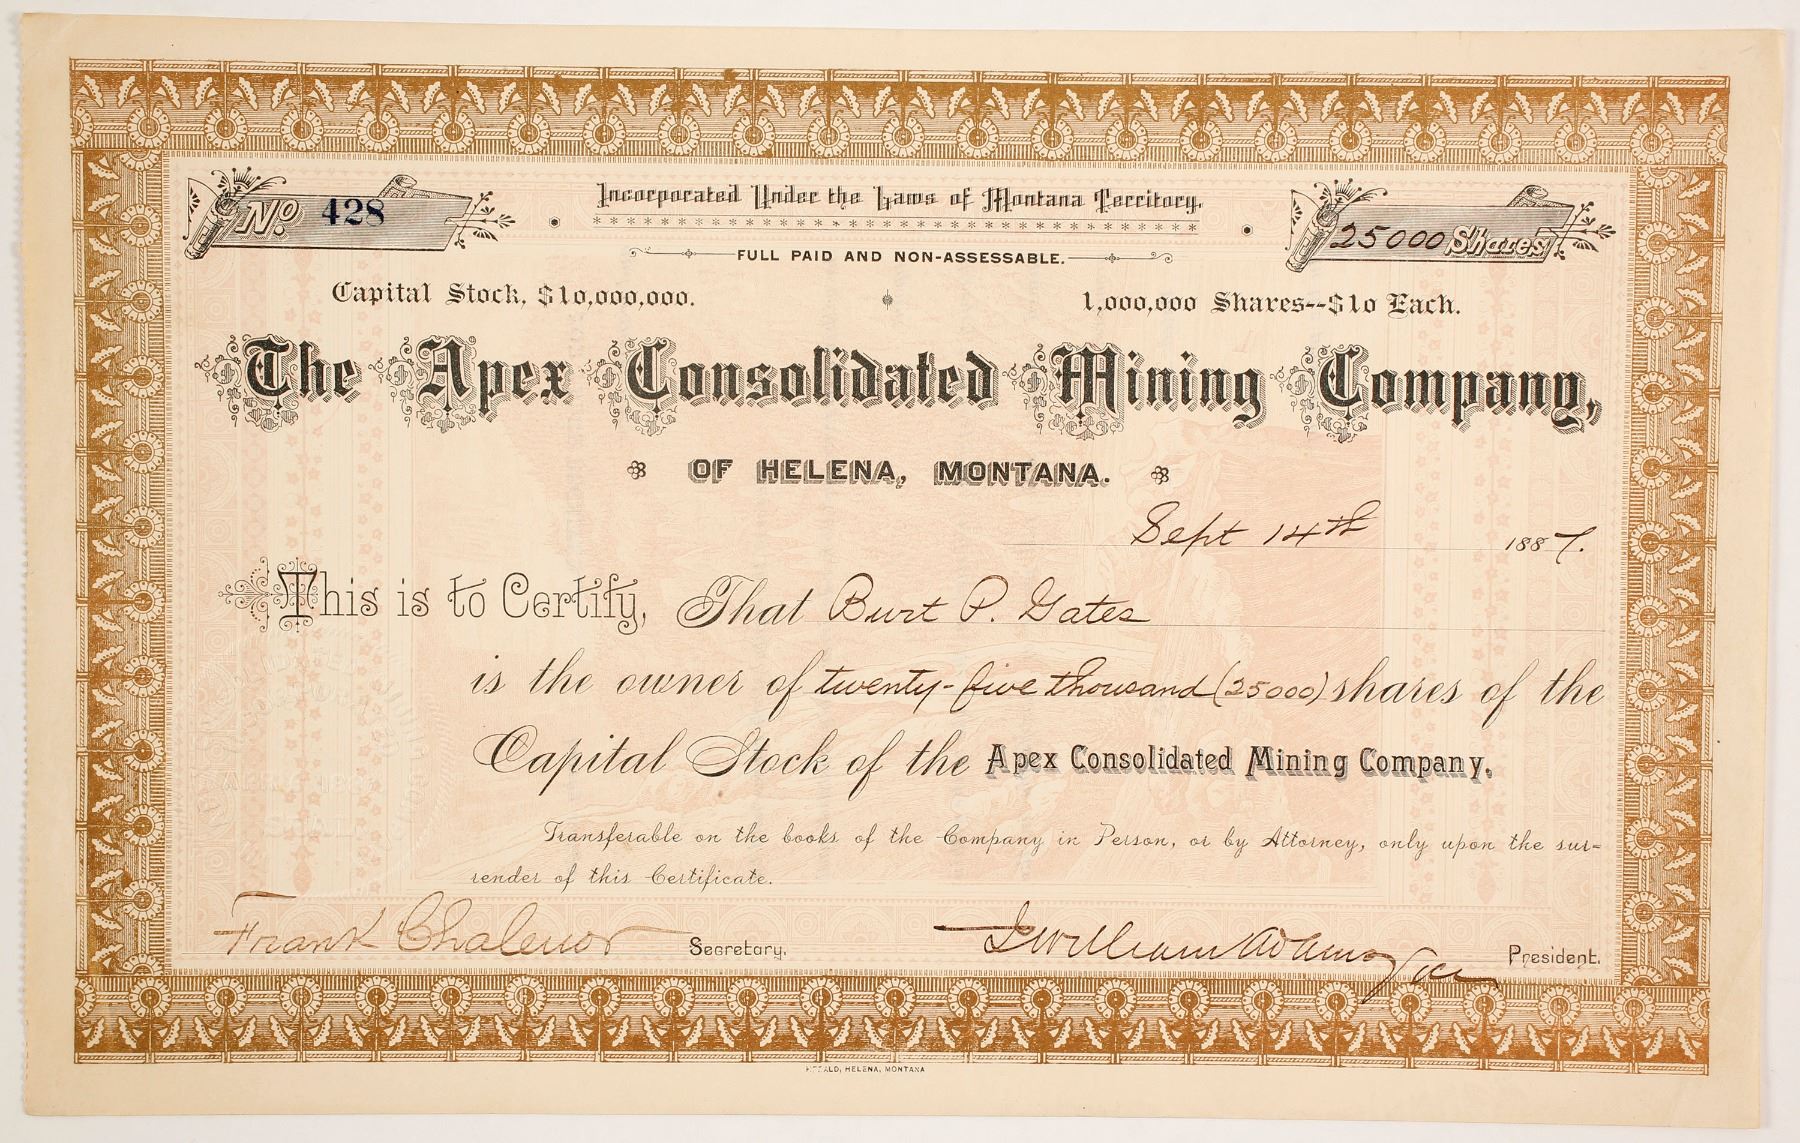 Incorporated Under the Laws of Montana Territory.
No. 428
25000 Shares
FULL PAID AND NON-ASSESSABLE.
Capital Stock, $10,000,000.
1,000,000 Shares--$10 Each.
The Apex Consolidated Mining Company,
OF HELENA, MONTANA.
Sept 14th 1887.
This is to Certify, That Burt P. Gates
is the owner of twenty-five thousand (25000) shares of the
Capital Stock of the Apex Consolidated Mining Company.
Transferable on the books of the Company in Person, or by Attorney, only upon the sur-
render of this Certificate.
Frank Chalenor Secretary.
William Adams Vice President.
HERALD, HELENA, MONTANA